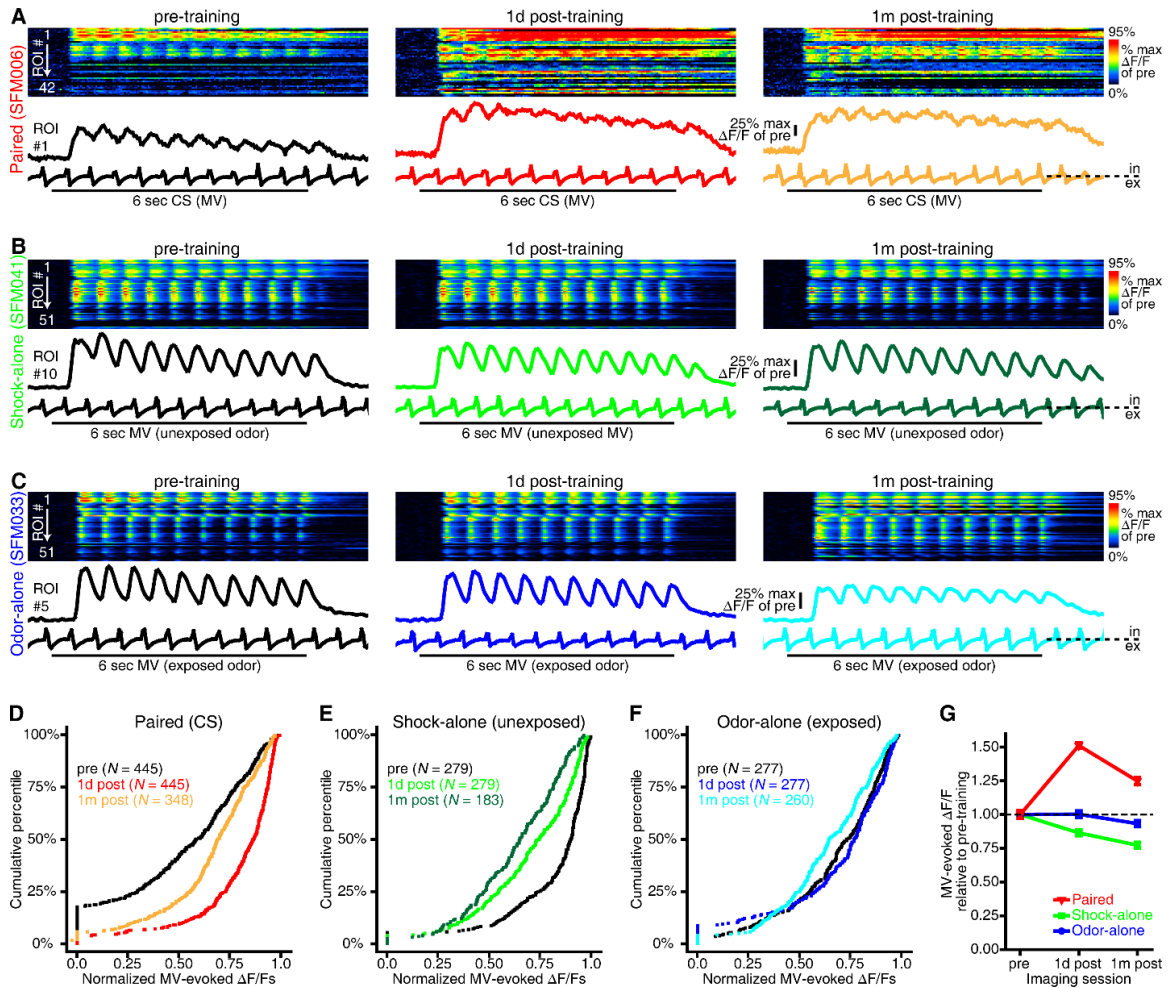 A
pre-training
1d post-training
1m post-training
Paired (SFM006)
ROI #
1
42
95%
% max
ΔF/F
of pre
0%
ROI
#1
25% max
ΔF/F of pre
in
ex
6 sec CS (MV)
6 sec CS (MV)
6 sec CS (MV)
B
pre-training
1d post-training
1m post-training
Shock-alone (SFM041)
ROI #
1
51
95%
% max
ΔF/F
of pre
0%
ROI
#10
25% max
ΔF/F of pre
in
ex
6 sec MV (unexposed odor)
6 sec MV (unexposed MV)
6 sec MV (unexposed odor)
C
pre-training
1d post-training
1m post-training
Odor-alone (SFM033)
ROI #
1
51
95%
% max
ΔF/F
of pre
0%
ROI
#5
25% max
ΔF/F of pre
in
ex
6 sec MV (exposed odor)
6 sec MV (exposed odor)
6 sec MV (exposed odor)
D
Paired (CS)
Cumulative percentile
100%
75%
50%
25%
0%
pre (N = 445)
1d post (N = 445)
1m post (N = 348)
0.0 0.25 0.50 0.75 1.0
Normalized MV-evoked ΔF/Fs
E
Shock-alone (unexposed)
Cumulative percentile
100%
75%
50%
25%
0%
pre (N = 279)
1d post (N = 279)
1m post (N = 183)
0.0 0.25 0.50 0.75 1.0
Normalized MV-evoked ΔF/Fs
F
Odor-alone (exposed)
Cumulative percentile
100%
75%
50%
25%
0%
pre (N = 277)
1d post (N = 277)
1m post (N = 260)
0.0 0.25 0.50 0.75 1.0
Normalized MV-evoked ΔF/Fs
G
MV-evoked ΔF/F
relative to pre-training
1.50
1.25
1.00
0.75
0.50
0.25
0.00
Paired
Shock-alone
Odor-alone
pre 1d post 1m post
Imaging session